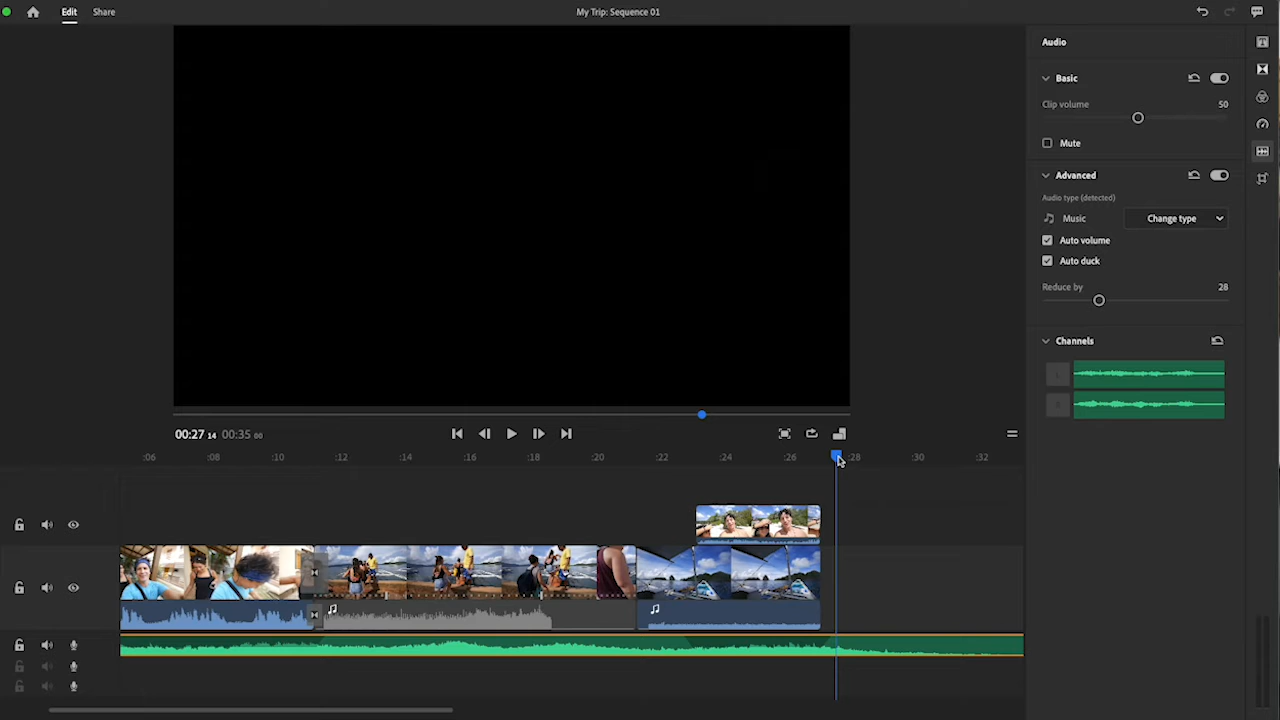 Edit Share My Trip: Sequence 01
Audio
Basic
Clip volume 50
Mute
Advanced
Audio type (detected)
Music Change type
Auto volume
Auto duck
Reduce by 28
Channels
L
00:27 14 00:35 00
:06 :08 :10 :12 :14 :16 :18 :20 :22 :24 :26 :28 :30 :32